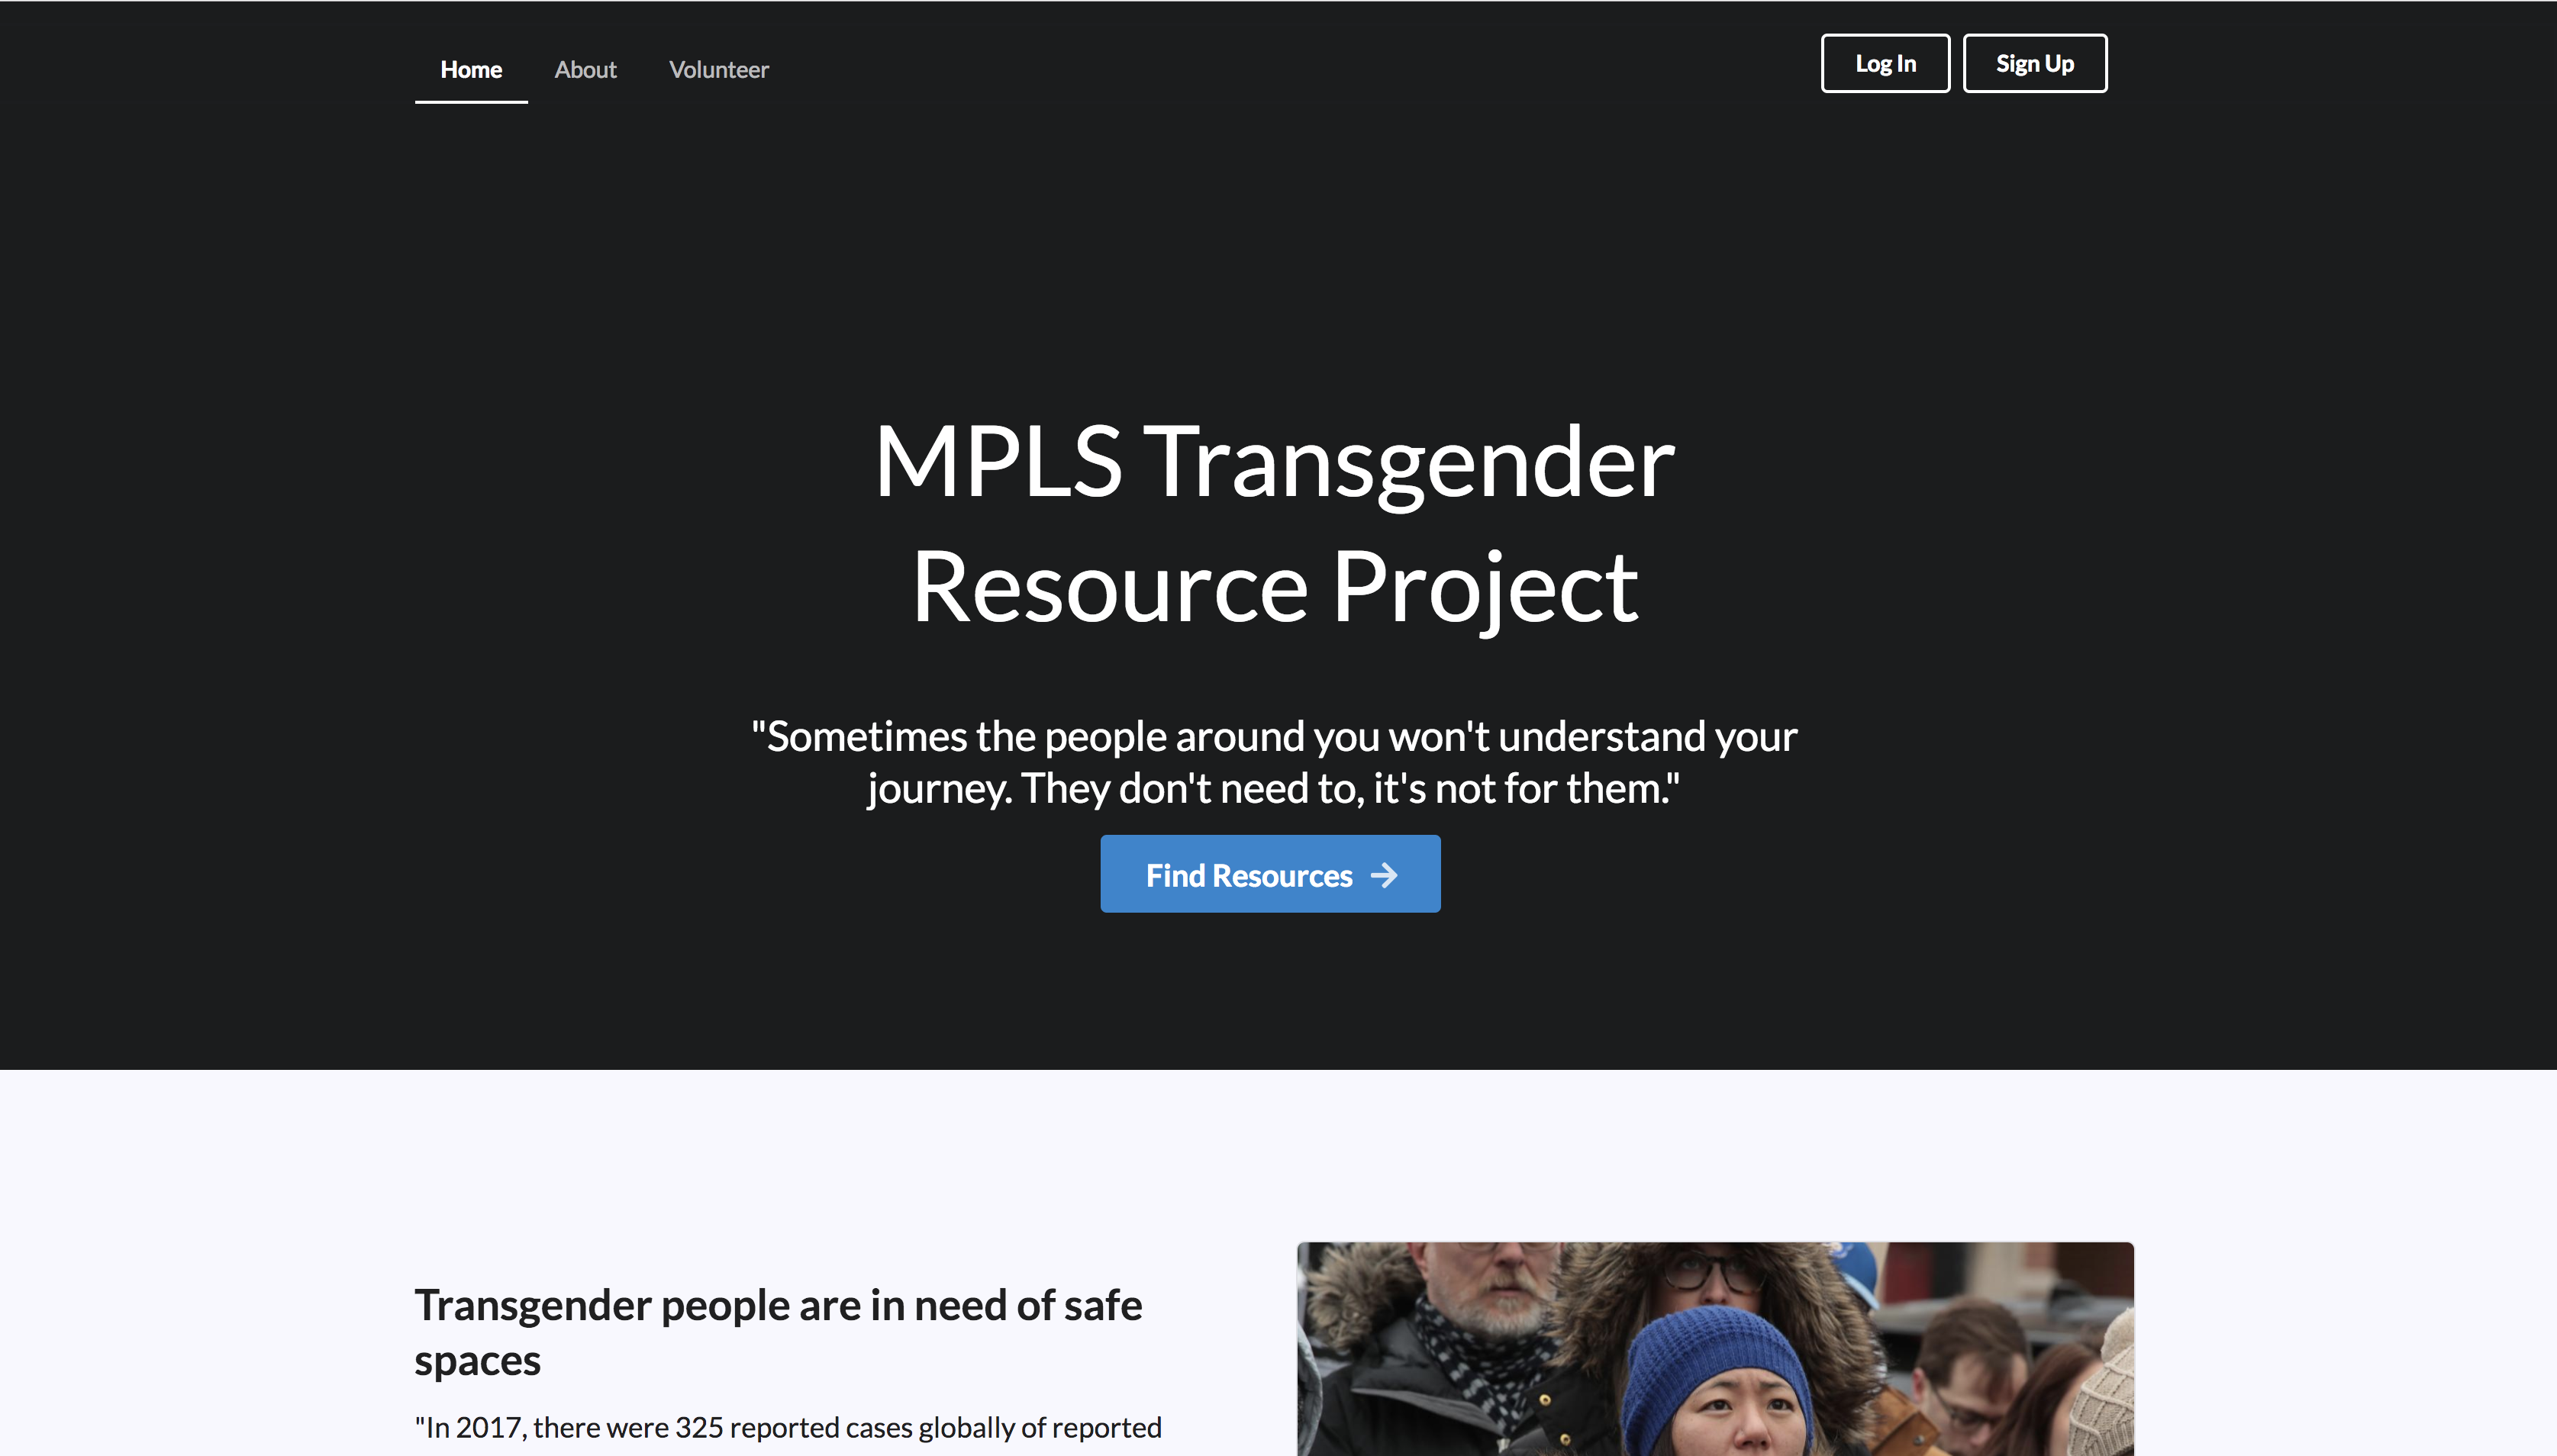 Home About Volunteer Log In Sign Up
MPLS Transgender
Resource Project
"Sometimes the people around you won't understand your
journey. They don't need to, it's not for them."
Find Resources
Transgender people are in need of safe
spaces
"In 2017, there were 325 reported cases globally of reported